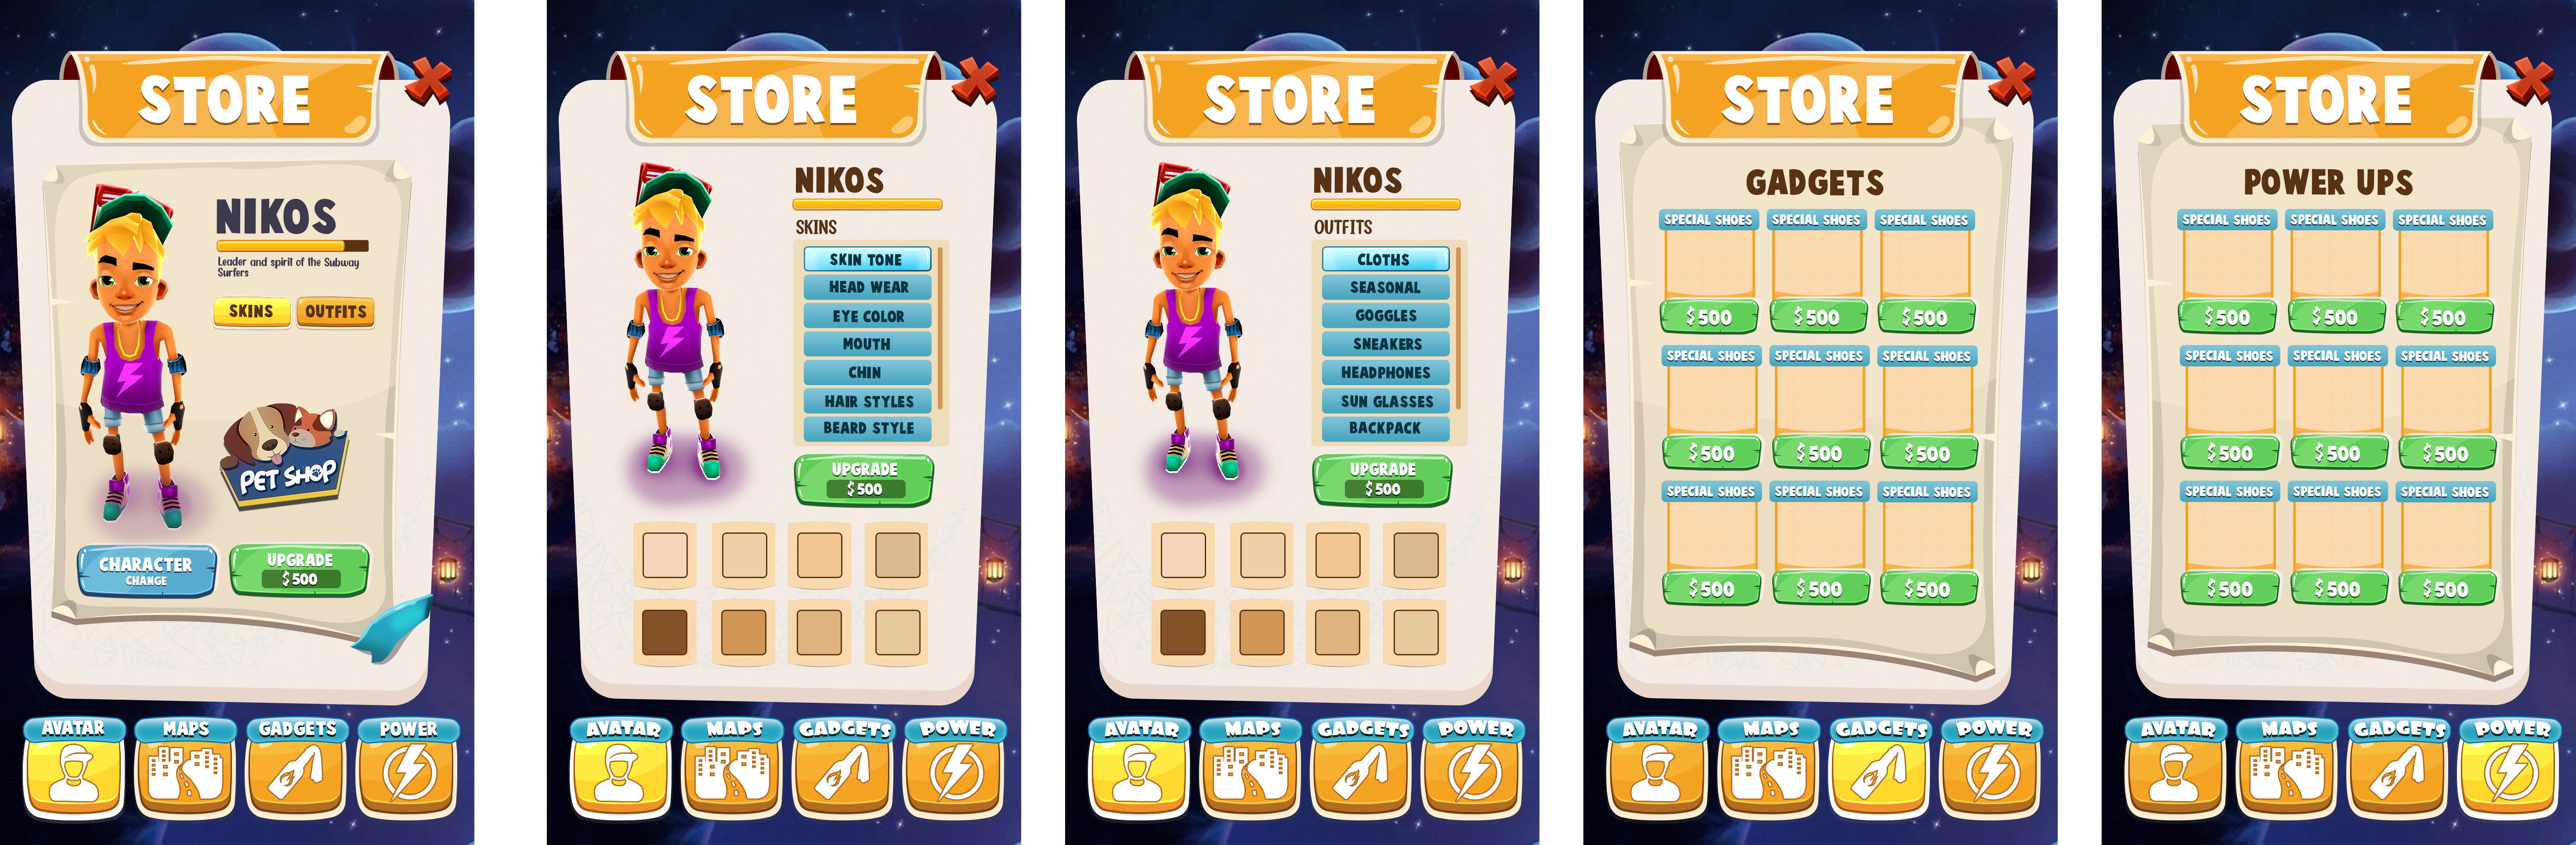 STORE
NIKOS
Leader and spirit of the Subway
Surfers
SKINS
OUTFITS
PET SHOP
CHARACTER
CHANGE
UPGRADE
$500
AVATAR
MAPS
GADGETS
POWER
STORE
NIKOS
SKINS
SKIN TONE
HEAD WEAR
EYE COLOR
MOUTH
CHIN
HAIR STYLES
BEARD STYLE
UPGRADE
$500
AVATAR
MAPS
GADGETS
POWER
STORE
NIKOS
OUTFITS
CLOTHS
SEASONAL
GOGGLES
SNEAKERS
HEADPHONES
SUN GLASSES
BACKPACK
UPGRADE
$500
AVATAR
MAPS
GADGETS
POWER
STORE
GADGETS
SPECIAL SHOES SPECIAL SHOES SPECIAL SHOES
$500 $500 $500
SPECIAL SHOES SPECIAL SHOES SPECIAL SHOES
$500 $500 $500
SPECIAL SHOES SPECIAL SHOES SPECIAL SHOES
$500 $500 $500
AVATAR
MAPS
GADGETS
POWER
STORE
POWER UPS
SPECIAL SHOES SPECIAL SHOES SPECIAL SHOES
$500 $500 $500
SPECIAL SHOES SPECIAL SHOES SPECIAL SHOES
$500 $500 $500
SPECIAL SHOES SPECIAL SHOES SPECIAL SHOES
$500 $500 $500
AVATAR
MAPS
GADGETS
POWER